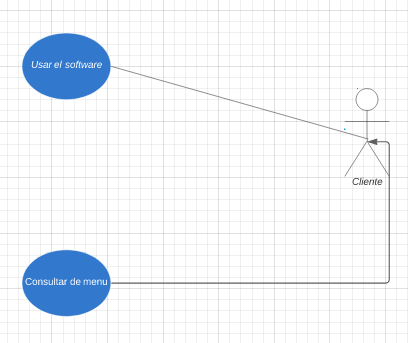 Usar el software
Cliente
Consultar de menu